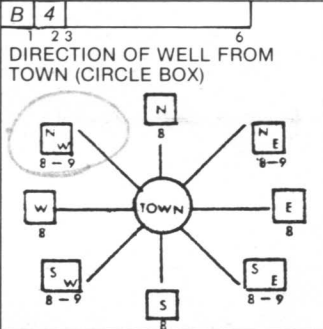 B 4
1 2 3 6
DIRECTION OF WELL FROM
TOWN (CIRCLE BOX)
N
8
N W
8-9
N E
8-9
W
8
TOWN
E
8
S W
8-9
S E
8-9
S
8